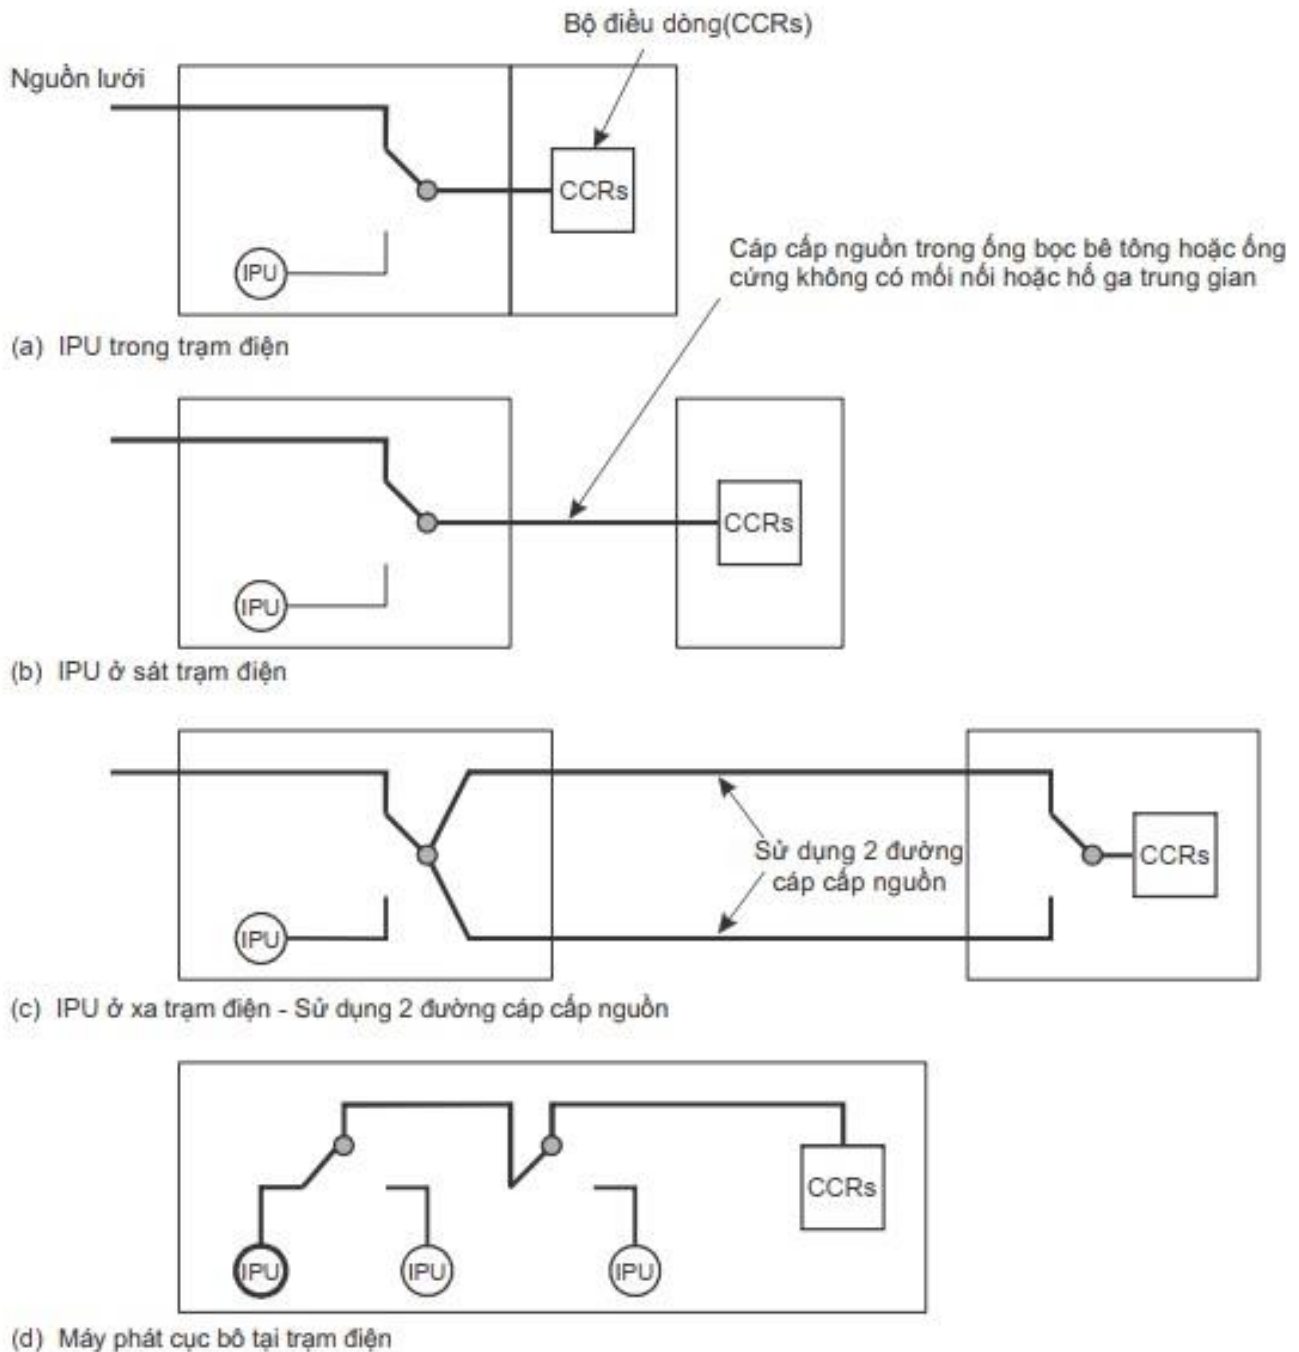 Bộ điều dòng(CCRs)
Nguồn lưới
CCRs
IPU
Cáp cấp nguồn trong ống bọc bê tông hoặc ống
cứng không có mối nối hoặc hố ga trung gian
(a) IPU trong trạm điện
CCRs
IPU
(b) IPU ở sát trạm điện
Sử dụng 2 đường
cáp cấp nguồn
CCRs
IPU
(c) IPU ở xa trạm điện - Sử dụng 2 đường cáp cấp nguồn
CCRs
IPU
IPU
IPU
(d) Máy phát cục bô tại trạm điện